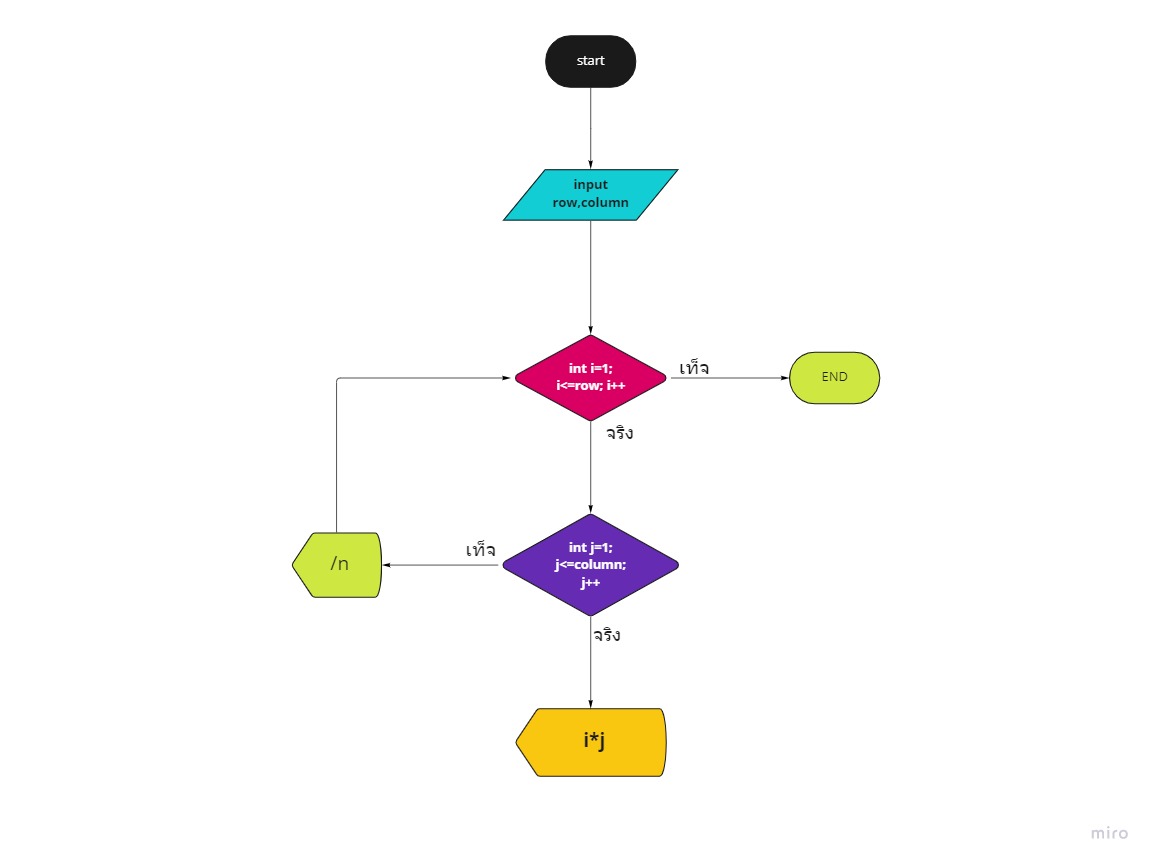 start
input
row,column
int i=1;
i<=row; i++
เท็จ
END
จริง
int j=1;
j<=column;
j++
เท็จ
/n
จริง
i*j
miro